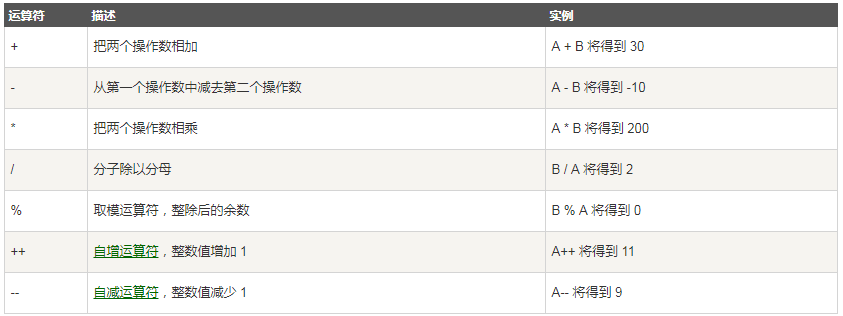 运算符 描述 实例
+ 把两个操作数相加 A + B 将得到 30
- 从第一个操作数中减去第二个操作数 A - B 将得到 -10
* 把两个操作数相乘 A * B 将得到 200
/ 分子除以分母 B / A 将得到 2
% 取模运算符，整除后的余数 B % A 将得到 0
++ 自增运算符，整数值增加 1 A++ 将得到 11
-- 自减运算符，整数值减少 1 A-- 将得到 9